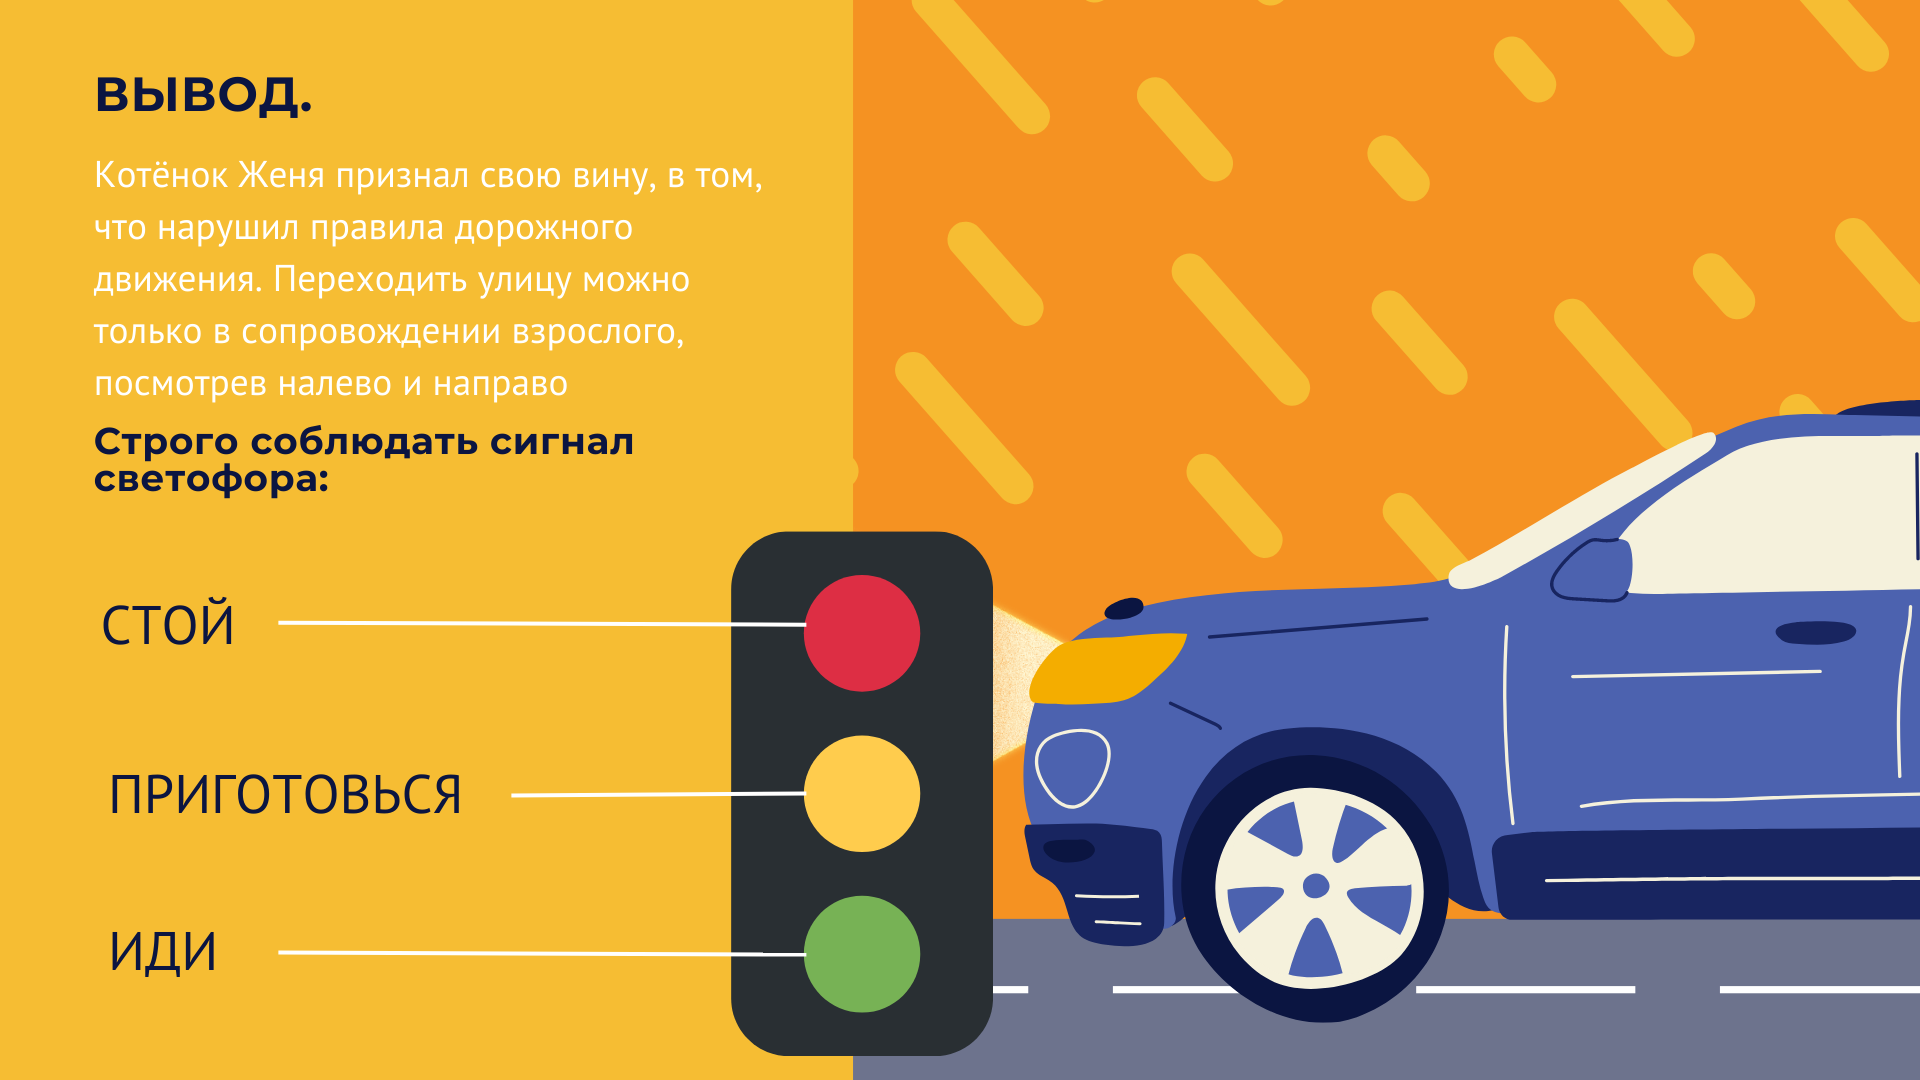 ВЫВОД.
Котёнок Женя признал свою вину, в том,
что нарушил правила дорожного
движения. Переходить улицу можно
только в сопровождении взрослого,
посмотрев налево и направо
Строго соблюдать сигнал
светофора:
СТОЙ
ПРИГОТОВЬСЯ
ИДИ